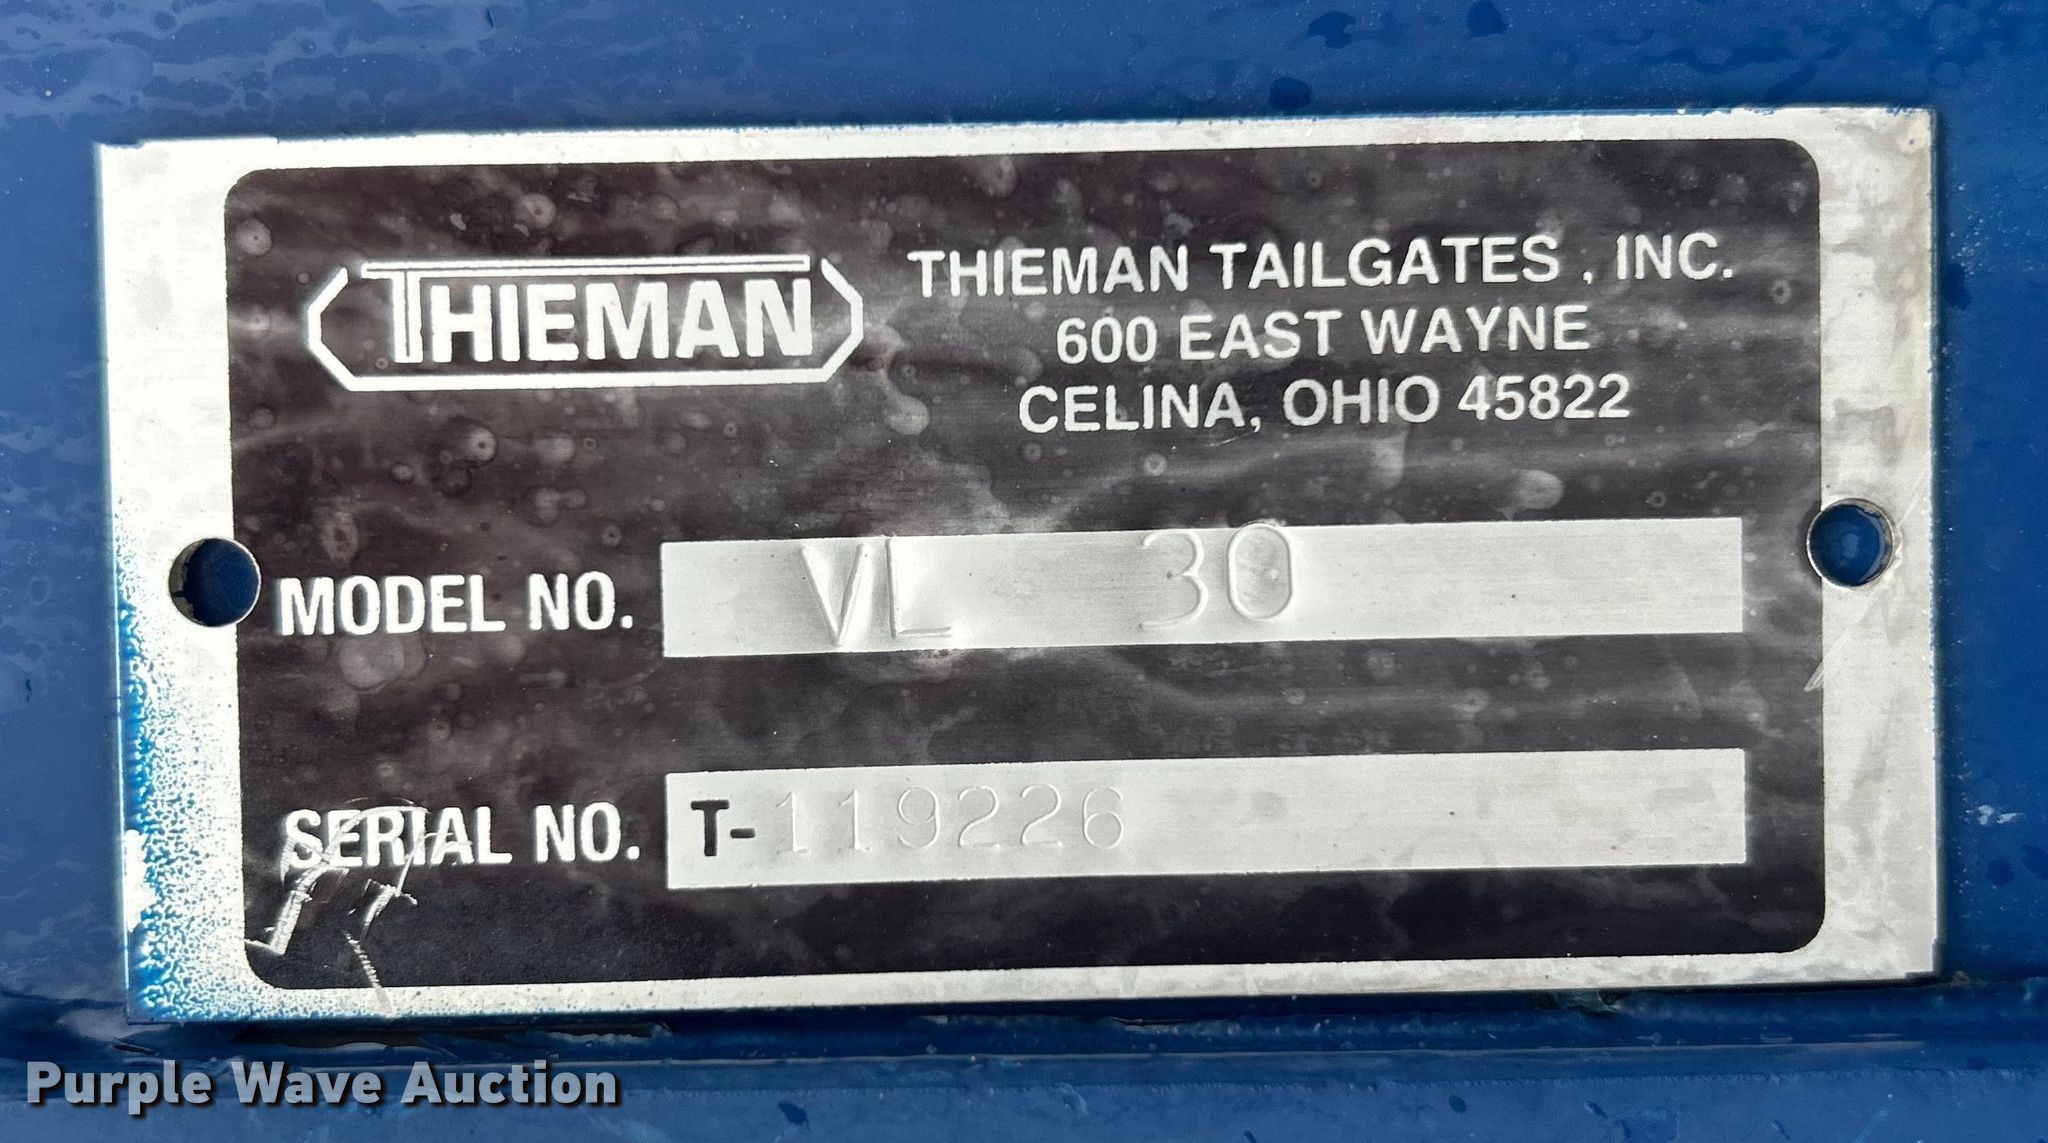 THIEMAN
THIEMAN TAILGATES, INC.
600 EAST WAYNE
CELINA, OHIO 45822
MODEL NO. VL 30
SERIAL NO. T-119226
Purple Wave Auction